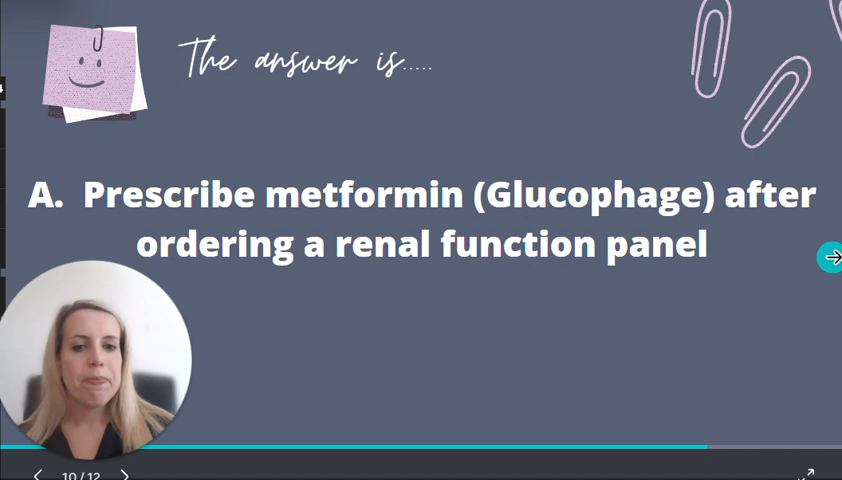 The answer is.....
A. Prescribe metformin (Glucophage) after
ordering a renal function panel
10 / 12